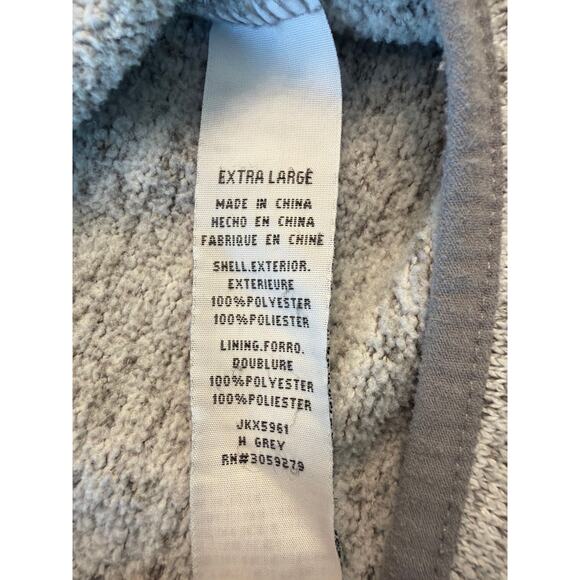 EXTRA LARGE
MADE IN CHINA
HECHO EN CHINA
FABRIQUE EN CHINE
SHELL.EXTERIOR.
EXTERIEURE
100%POLYESTER
100%POLIESTER
LINING.FORRO.
DOUBLURE
100%POLYESTER
100%POLIESTER
JKX5961
H GREY
RN#3059279